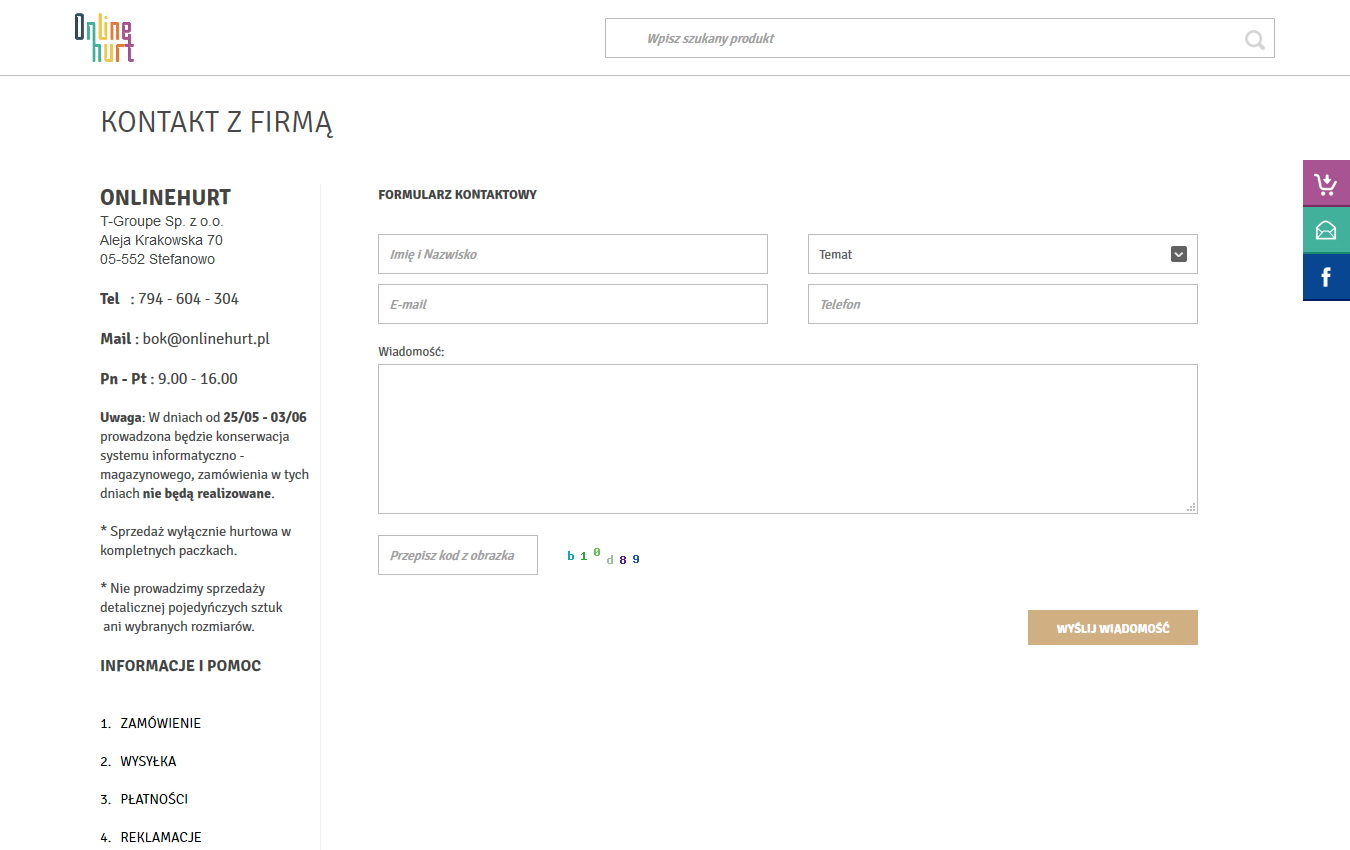 Online
hurt
Wpisz szukany produkt
KONTAKT Z FIRMĄ
ONLINEHURT
T-Groupe Sp. z o.o.
Aleja Krakowska 70
05-552 Stefanowo
Tel : 794 - 604 - 304
Mail : bok@onlinehurt.pl
Pn - Pt : 9.00 - 16.00
Uwaga: W dniach od 25/05 - 03/06
prowadzona będzie konserwacja
systemu informatyczno -
magazynowego, zamówienia w tych
dniach nie będą realizowane.
* Sprzedaż wyłącznie hurtowa w
kompletnych paczkach.
* Nie prowadzimy sprzedaży
detalicznej pojedyńczych sztuk
ani wybranych rozmiarów.
INFORMACJE I POMOC
1. ZAMÓWIENIE
2. WYSYŁKA
3. PŁATNOŚCI
4. REKLAMACJE
FORMULARZ KONTAKTOWY
Imię i Nazwisko
Temat
E-mail
Telefon
Wiadomość:
Przepisz kod z obrazka
b10d89
WYŚLIJ WIADOMOŚĆ
f